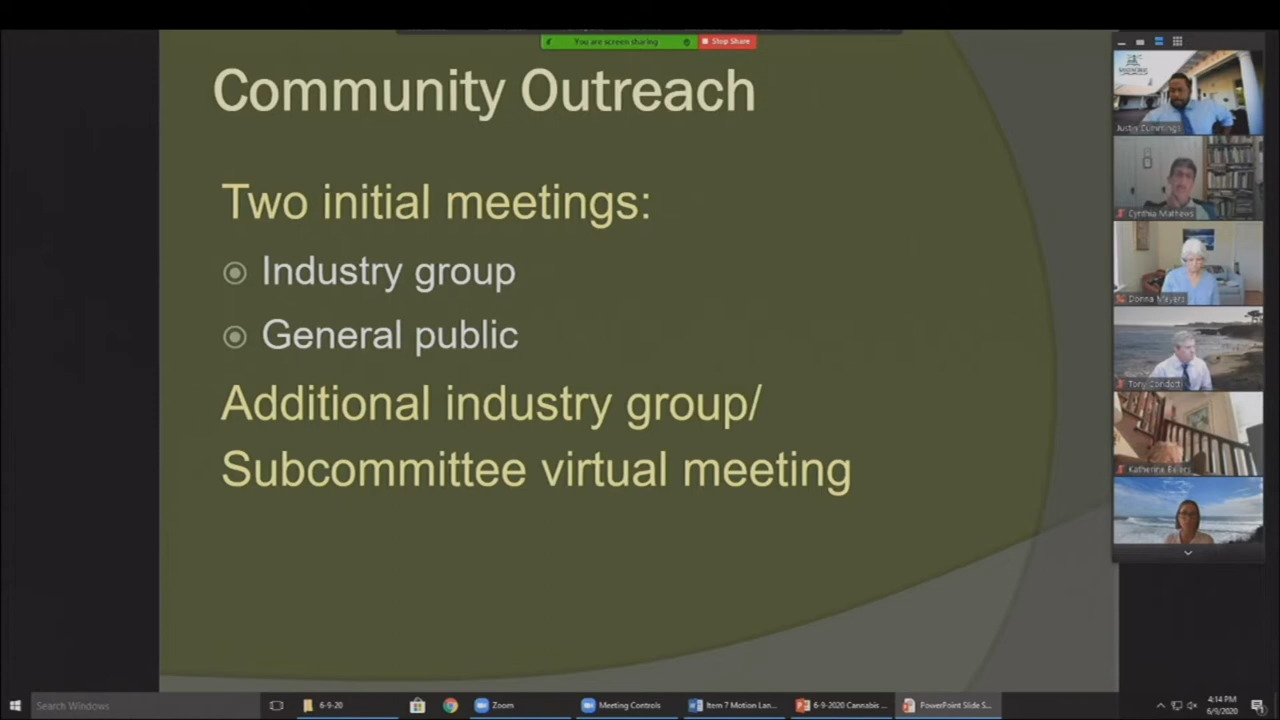 You are screen sharing
Stop Share
Community Outreach
Two initial meetings:
Industry group
General public
Additional industry group/
Subcommittee virtual meeting
Justin Cummings
Cynthia Mathews
Donna Meyers
Tony Condotti
Katherine Beiers
Search Windows
6-9-20
Zoom
Meeting Controls
Item 7 Motion Lan...
6-9-2020 Cannabis ...
PowerPoint Slide S...
4:14 PM
6/9/2020